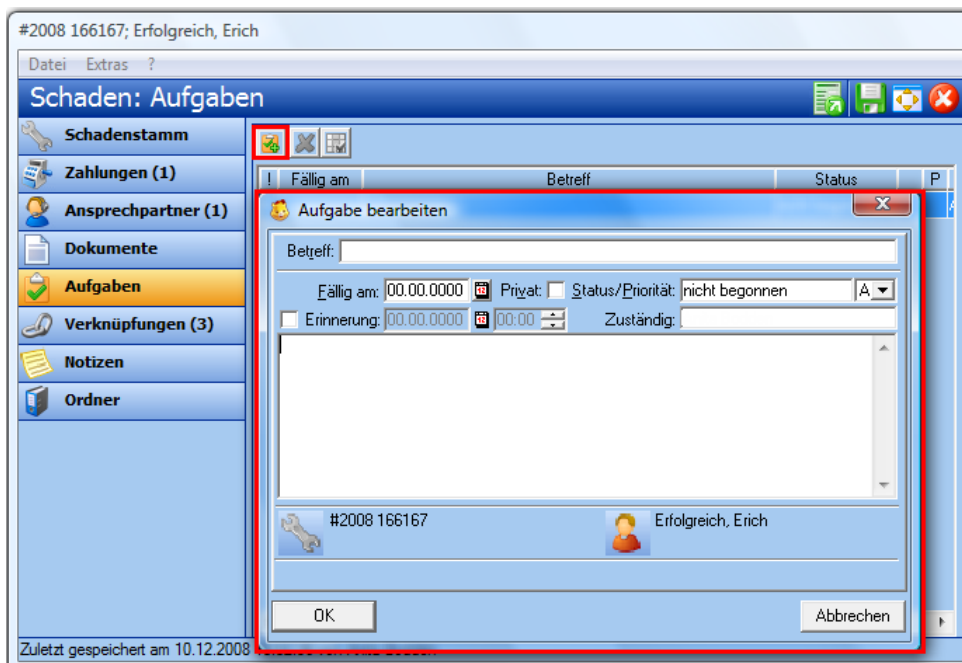 #2008 166167; Erfolgreich, Erich
Datei Extras ?
Schaden: Aufgaben
Schadenstamm
Zahlungen (1)
Ansprechpartner (1)
Dokumente
Aufgaben
Verknüpfungen (3)
Notizen
Ordner
! Fällig am Betreff Status P
Aufgabe bearbeiten
Betreff:
Fällig am: 00.00.0000 Privat: Status/Priorität: nicht begonnen A
Erinnerung: 00.00.0000 00:00 Zuständig:
#2008 166167 Erfolgreich, Erich
OK Abbrechen
Zuletzt gespeichert am 10.12.2008